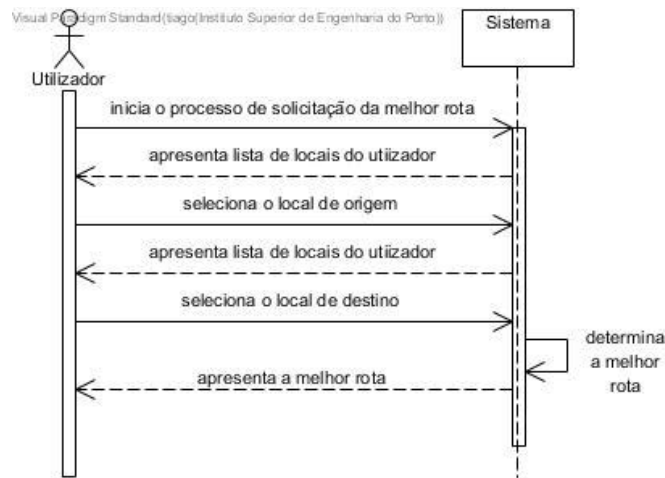 Visual Paradigm Standard(tiago(Instituto Superior de Engenharia do Porto))
Sistema
Utilizador
inicia o processo de solicitação da melhor rota
apresenta lista de locais do utiizador
seleciona o local de origem
apresenta lista de locais do utiizador
seleciona o local de destino
determina
a melhor
rota
apresenta a melhor rota